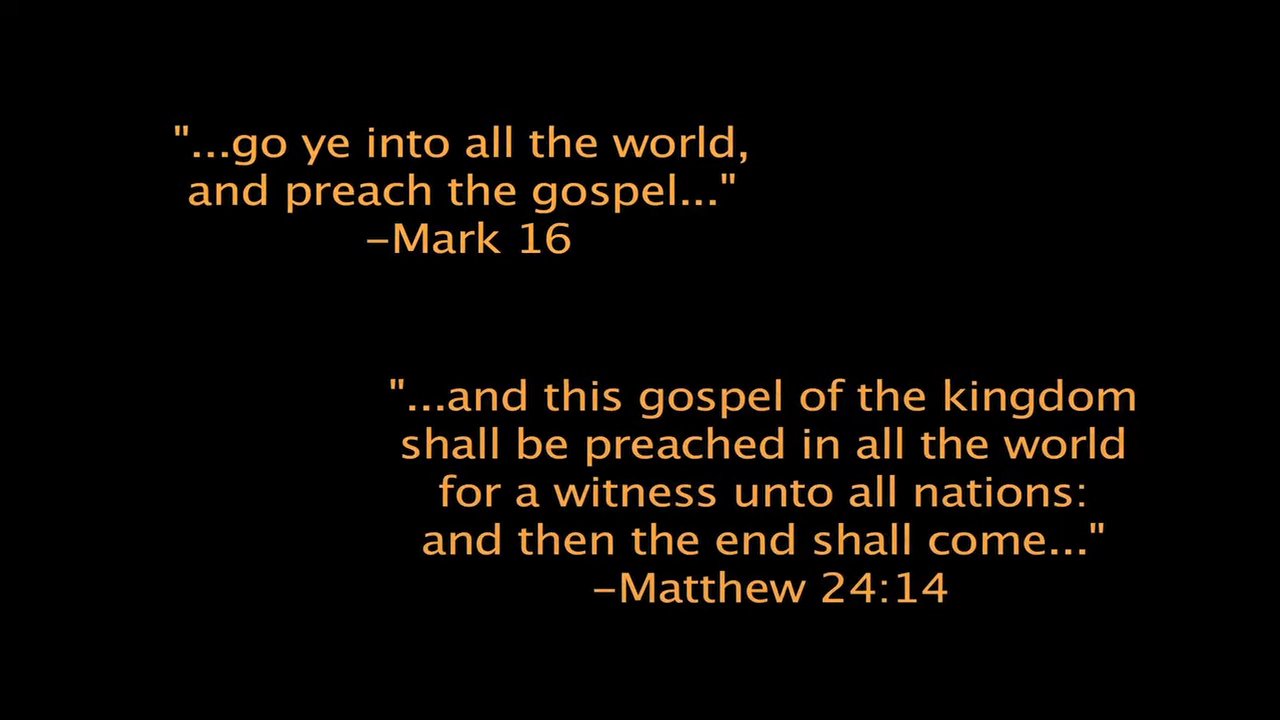 "...go ye into all the world,
and preach the gospel..."
–Mark 16
"...and this gospel of the kingdom
shall be preached in all the world
for a witness unto all nations:
and then the end shall come..."
–Matthew 24:14